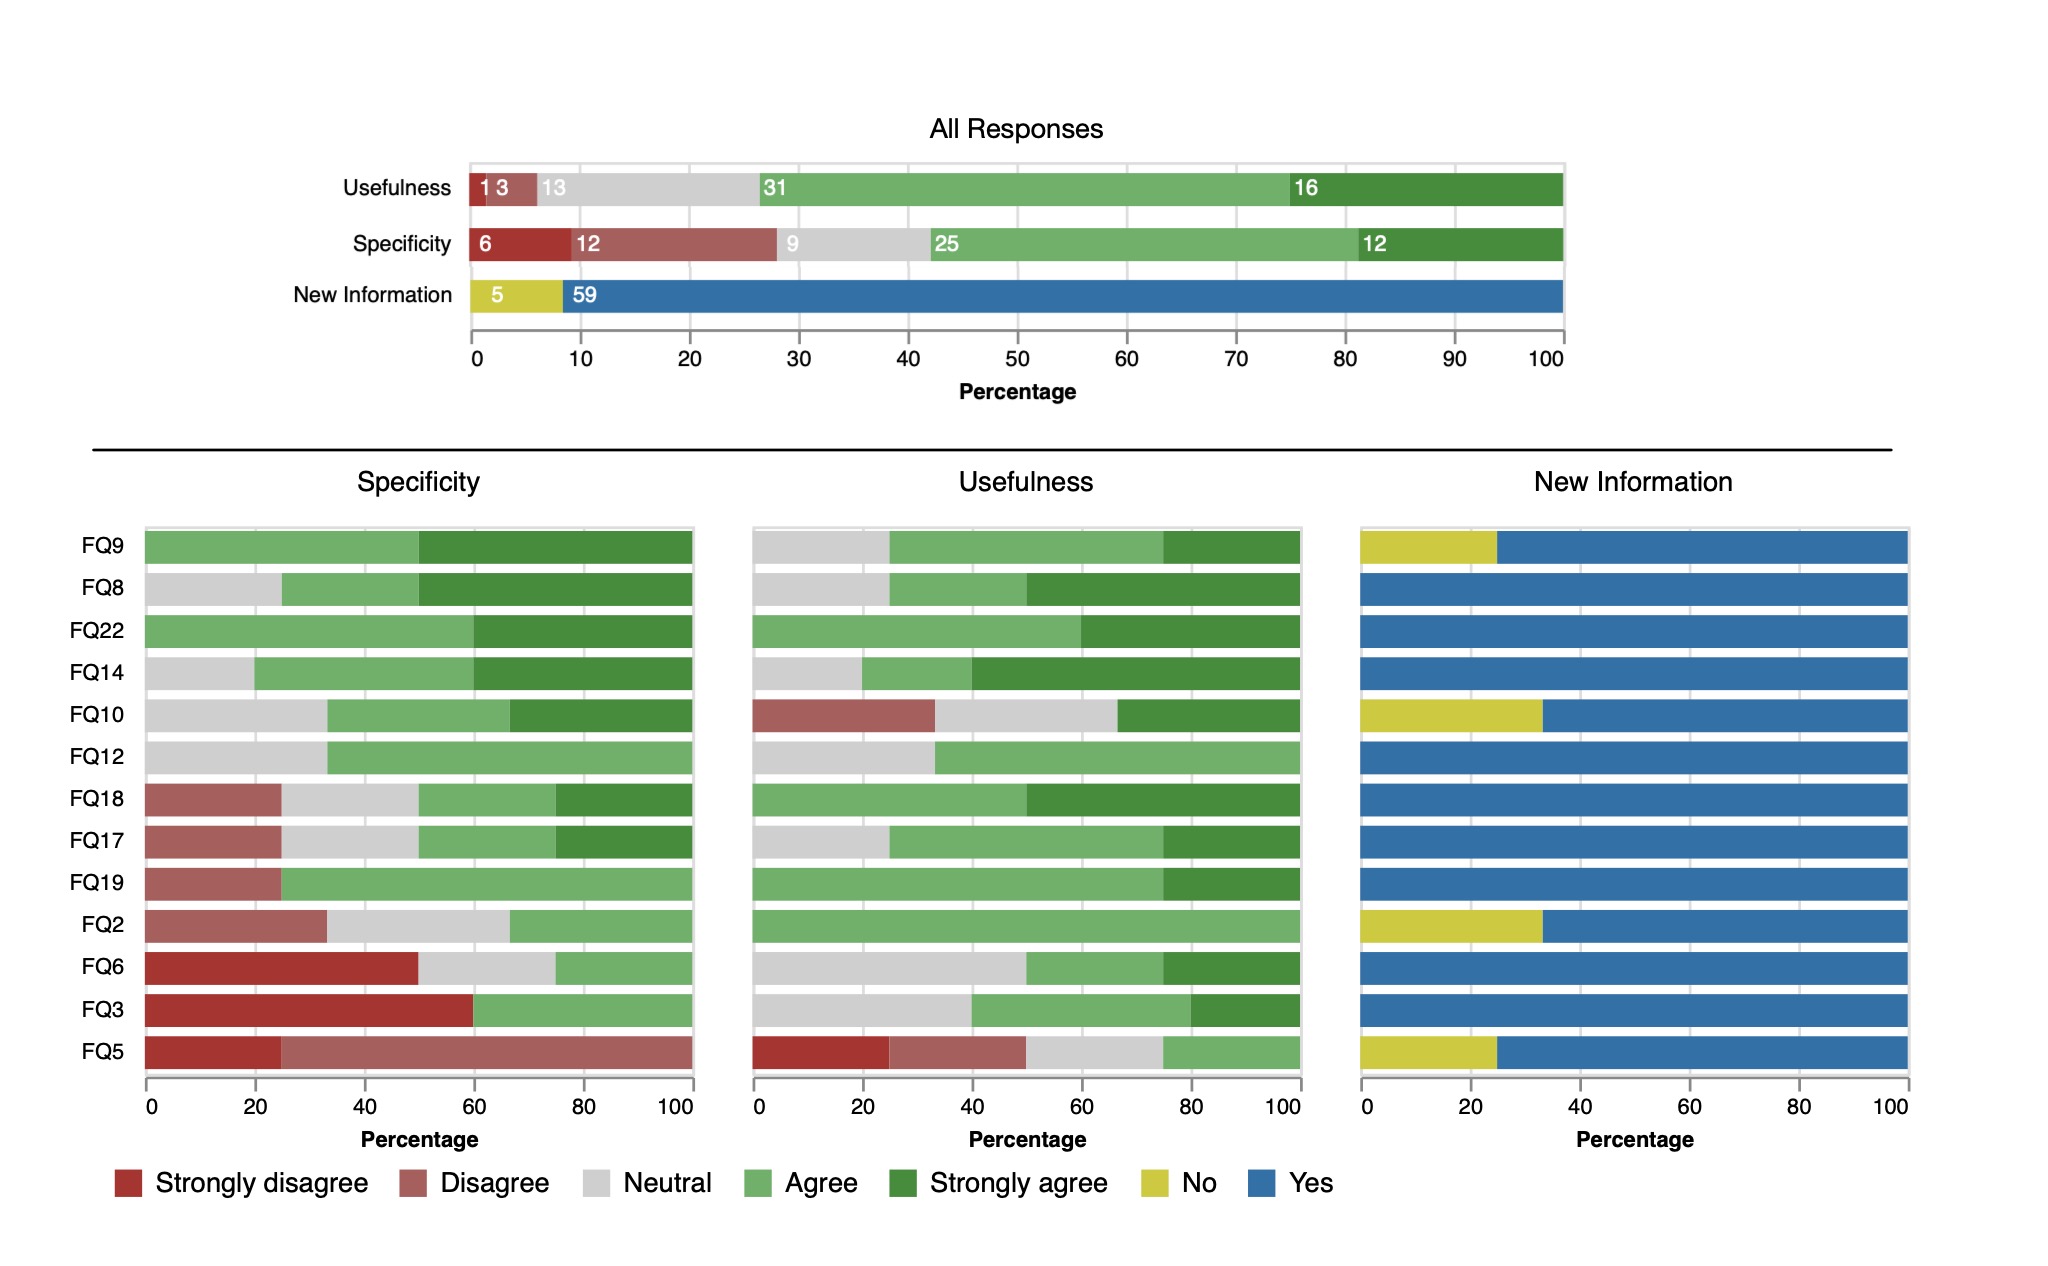 All Responses
Usefulness 1 3 13 31 16
Specificity 6 12 9 25 12
New Information 5 59
0 10 20 30 40 50 60 70 80 90 100
Percentage
Specificity Usefulness New Information
FQ9
FQ8
FQ22
FQ14
FQ10
FQ12
FQ18
FQ17
FQ19
FQ2
FQ6
FQ3
FQ5
0 20 40 60 80 100 0 20 40 60 80 100 0 20 40 60 80 100
Percentage Percentage Percentage
Strongly disagree Disagree Neutral Agree Strongly agree No Yes